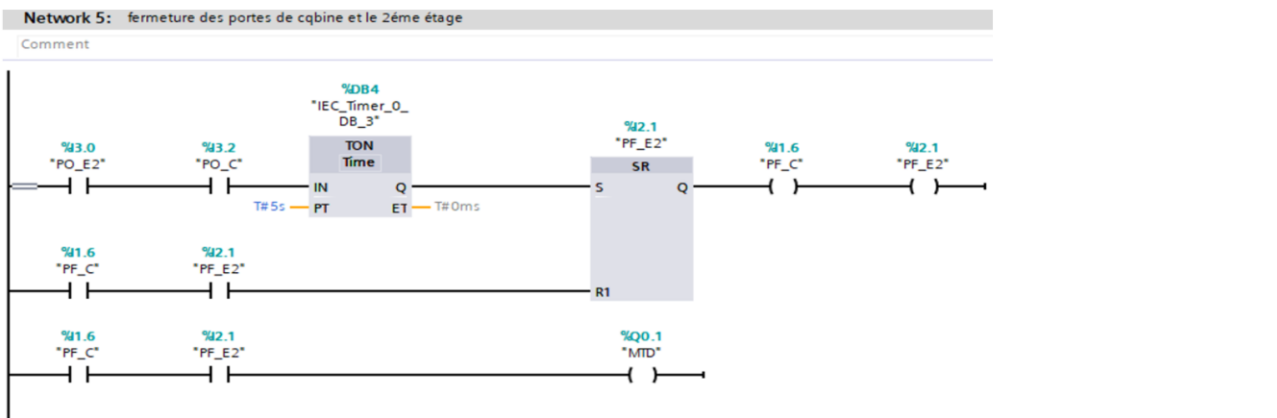 Network 5: fermeture des portes de cqbine et le 2éme étage
Comment
%DB4
"IEC_Timer_0_
DB_3"
%I3.0
"PO_E2"
%I3.2
"PO_C"
TON
Time
IN
Q
T#5s
PT
ET
T#0ms
%I2.1
"PF_E2"
SR
S
Q
R1
%I1.6
"PF_C"
%I2.1
"PF_E2"
%I1.6
"PF_C"
%I2.1
"PF_E2"
%I1.6
"PF_C"
%I2.1
"PF_E2"
%Q0.1
"MTD"